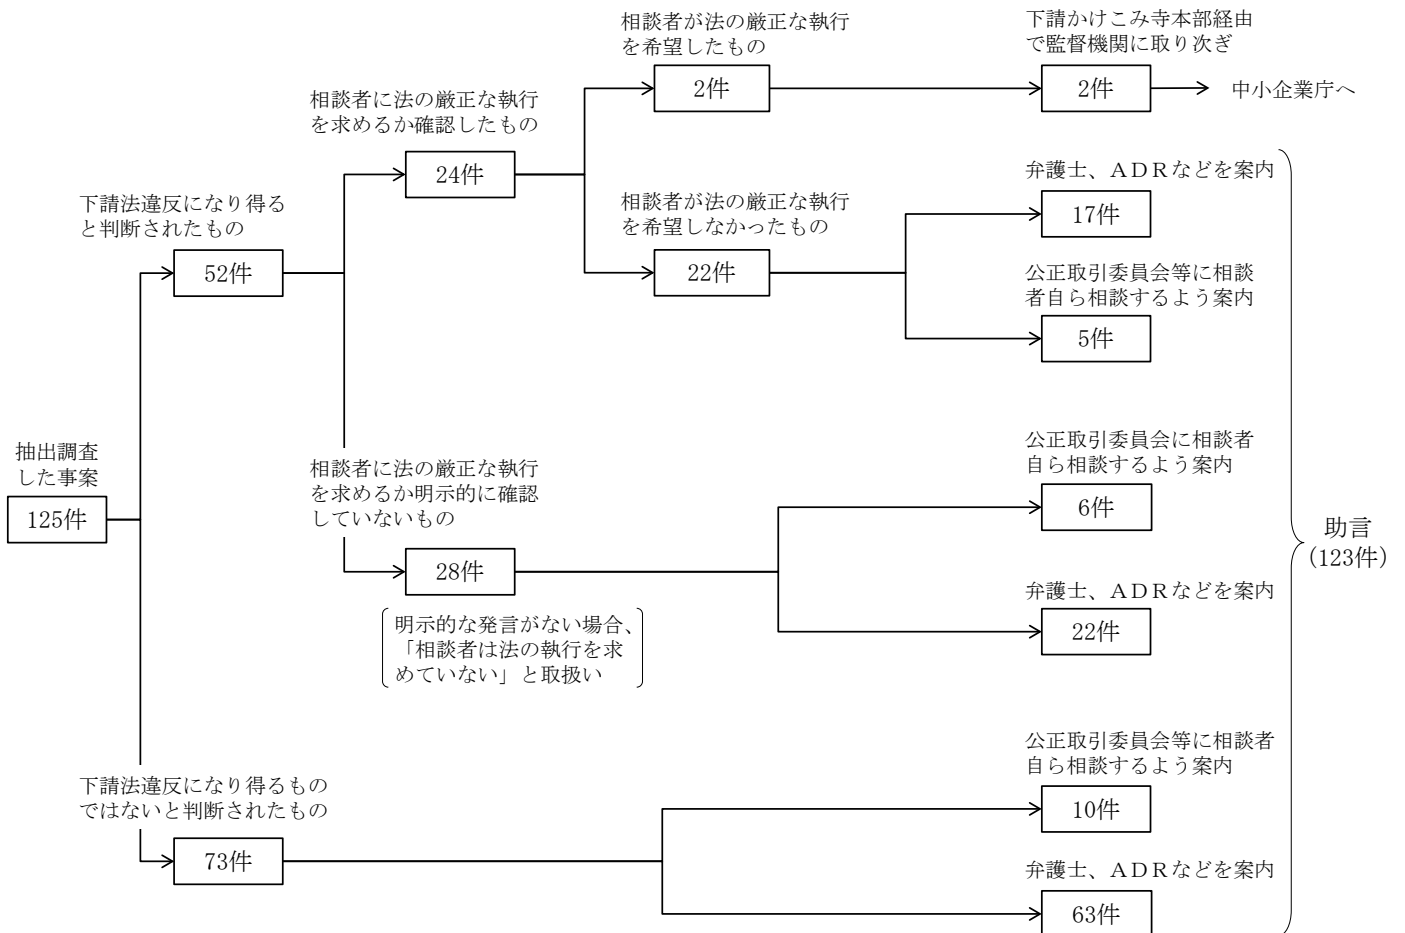 相談者が法の厳正な執行
を希望したもの
2件
下請かけこみ寺本部経由
で監督機関に取り次ぎ
2件
中小企業庁へ
相談者に法の厳正な執行
を求めるか確認したもの
24件
相談者が法の厳正な執行
を希望しなかったもの
22件
弁護士、ADRなどを案内
17件
公正取引委員会等に相談
者自ら相談するよう案内
5件
下請法違反になり得る
と判断されたもの
52件
抽出調査
した事案
125件
相談者に法の厳正な執行
を求めるか明示的に確認
していないもの
28件
明示的な発言がない場合、
「相談者は法の執行を求
めていない」と取扱い
公正取引委員会に相談者
自ら相談するよう案内
6件
弁護士、ADRなどを案内
22件
助言
(123件)
下請法違反になり得るもの
ではないと判断されたもの
73件
公正取引委員会等に相談者
自ら相談するよう案内
10件
弁護士、ADRなどを案内
63件